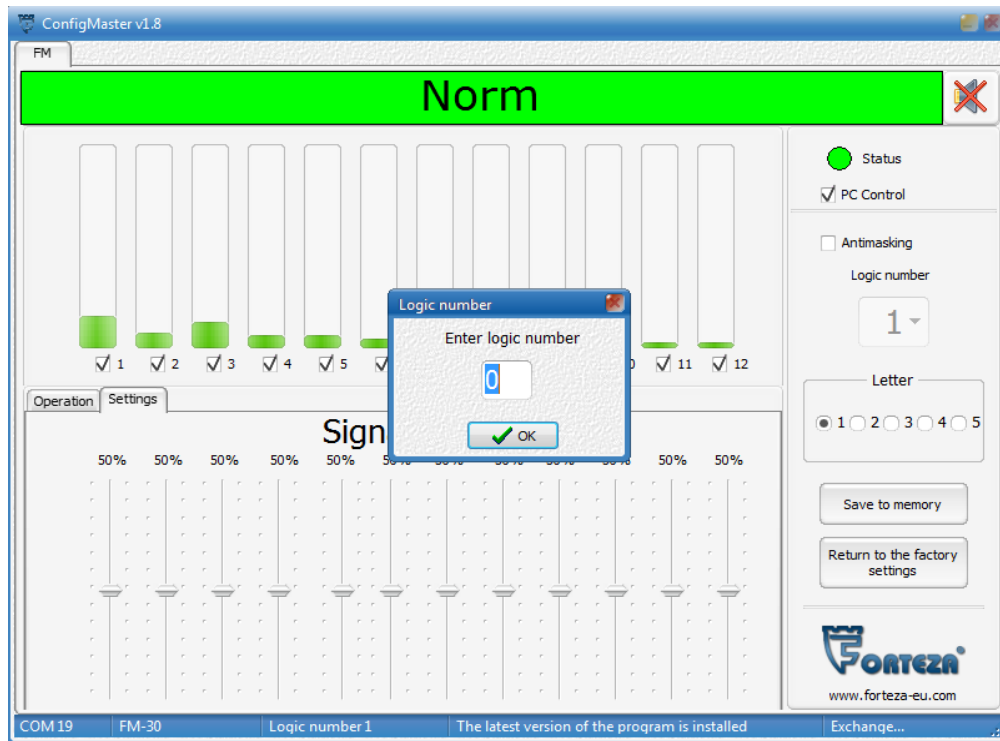 ConfigMaster v1.8
FM
Norm
Status
PC Control
Antimasking
Logic number
1
Logic number
Enter logic number
0
OK
1 2 3 4 5 11 12
Letter
1 2 3 4 5
Operation Settings
Sign
50% 50% 50% 50% 50% 50% 50% 50%
Save to memory
Return to the factory
settings
FORTEZA
www.forteza-eu.com
COM 19 FM-30 Logic number 1 The latest version of the program is installed Exchange...